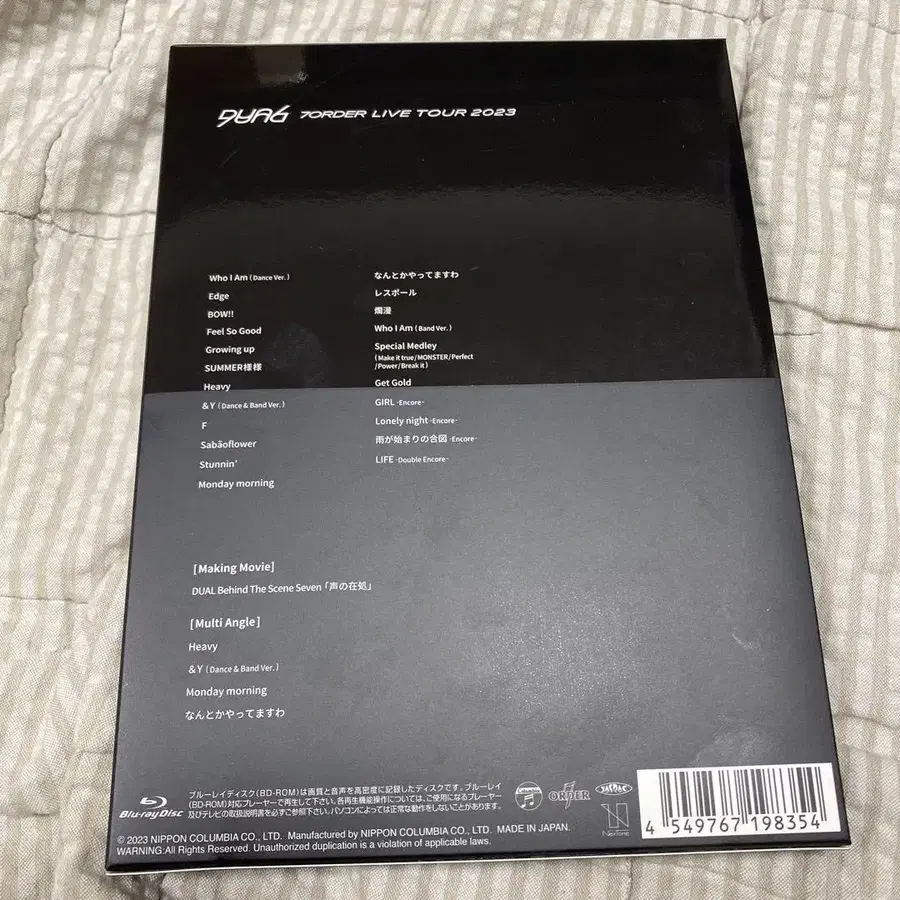 DUAL 7ORDER LIVE TOUR 2023
Who I Am (Dance Ver.)
Edge
BOW!!
Feel So Good
Growing up
SUMMER様様
Heavy
&Y (Dance & Band Ver.)
F
Sabãoflower
Stunnin'
Monday morning
なんとかやってますわ
レスポール
爛漫
Who I Am (Band Ver.)
Special Medley
(Make it true/MONSTER/Perfect
/Power/Break it)
Get Gold
GIRL -Encore-
Lonely night -Encore-
雨が始まりの合図 -Encore-
LIFE -Double Encore-
[Making Movie]
DUAL Behind The Scene Seven「声の在処」
[Multi Angle]
Heavy
&Y (Dance & Band Ver.)
Monday morning
なんとかやってますわ
Blu-ray Disc
ブルーレイディスク(BD-ROM)は画質と音声を高密度に記録したディスクです。ブルーレイ
(BD-ROM)対応プレーヤーで再生して下さい。各再生機能操作については、ご使用になるプレーヤー
及びテレビの取扱説明書を必ずご参照下さい。パソコンによっては正常な動作をしないことがあります。
ORDER
JASRAC
NexTone
4 549767 198354
© 2023 NIPPON COLUMBIA CO., LTD. Manufactured by NIPPON COLUMBIA CO., LTD. MADE IN JAPAN.
WARNING:All Rights Reserved. Unauthorized duplication is a violation of applicable laws.